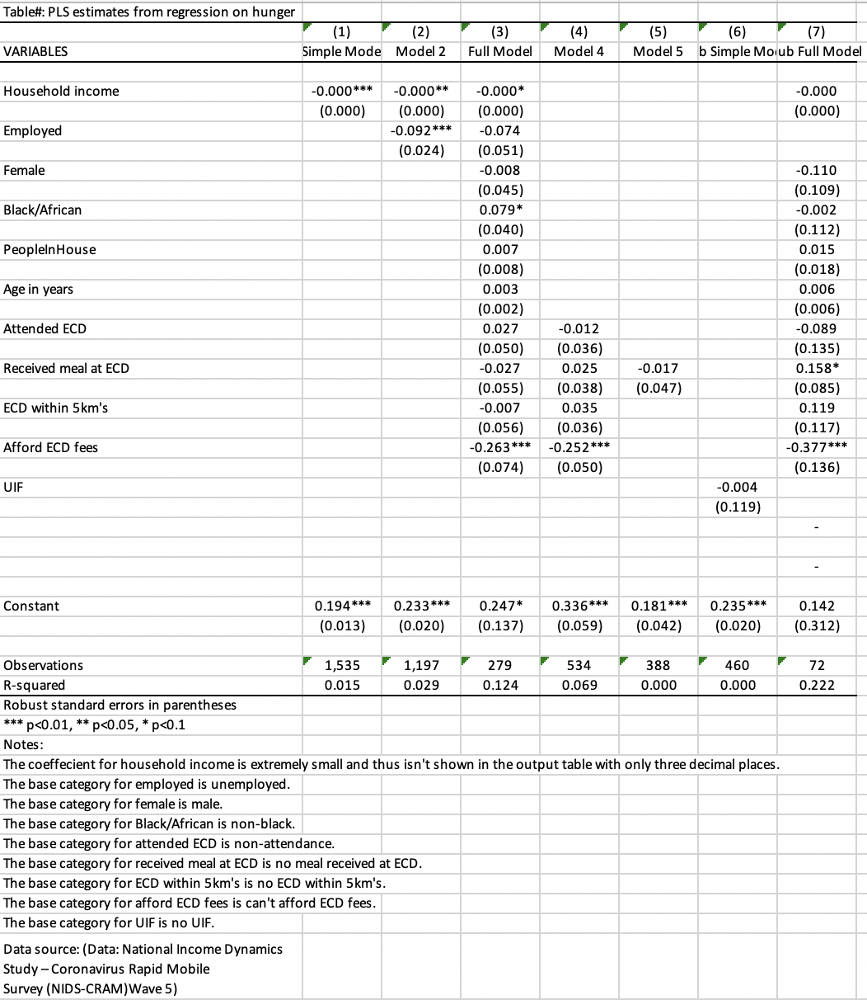 Table#: PLS estimates from regression on hunger
(1) (2) (3) (4) (5) (6) (7)
VARIABLES Simple Mode Model 2 Full Model Model 4 Model 5 b Simple Mo ub Full Model
Household income -0.000*** -0.000** -0.000* -0.000
(0.000) (0.000) (0.000) (0.000)
Employed -0.092*** -0.074
(0.024) (0.051)
Female -0.008 -0.110
(0.045) (0.109)
Black/African 0.079* -0.002
(0.040) (0.112)
PeopleInHouse 0.007 0.015
(0.008) (0.018)
Age in years 0.003 0.006
(0.002) (0.006)
Attended ECD 0.027 -0.012 -0.089
(0.050) (0.036) (0.135)
Received meal at ECD -0.027 0.025 -0.017 0.158*
(0.055) (0.038) (0.047) (0.085)
ECD within 5km's -0.007 0.035 0.119
(0.056) (0.036) (0.117)
Afford ECD fees -0.263*** -0.252*** -0.377***
(0.074) (0.050) (0.136)
UIF -0.004
(0.119)
-
-
Constant 0.194*** 0.233*** 0.247* 0.336*** 0.181*** 0.235*** 0.142
(0.013) (0.020) (0.137) (0.059) (0.042) (0.020) (0.312)
Observations 1,535 1,197 279 534 388 460 72
R-squared 0.015 0.029 0.124 0.069 0.000 0.000 0.222
Robust standard errors in parentheses
*** p<0.01, ** p<0.05, * p<0.1
Notes:
The coeffecient for household income is extremely small and thus isn't shown in the output table with only three decimal places.
The base category for employed is unemployed.
The base category for female is male.
The base category for Black/African is non-black.
The base category for attended ECD is non-attendance.
The base category for received meal at ECD is no meal received at ECD.
The base category for ECD within 5km's is no ECD within 5km's.
The base category for afford ECD fees is can't afford ECD fees.
The base category for UIF is no UIF.
Data source: (Data: National Income Dynamics
Study – Coronavirus Rapid Mobile
Survey (NIDS-CRAM)Wave 5)